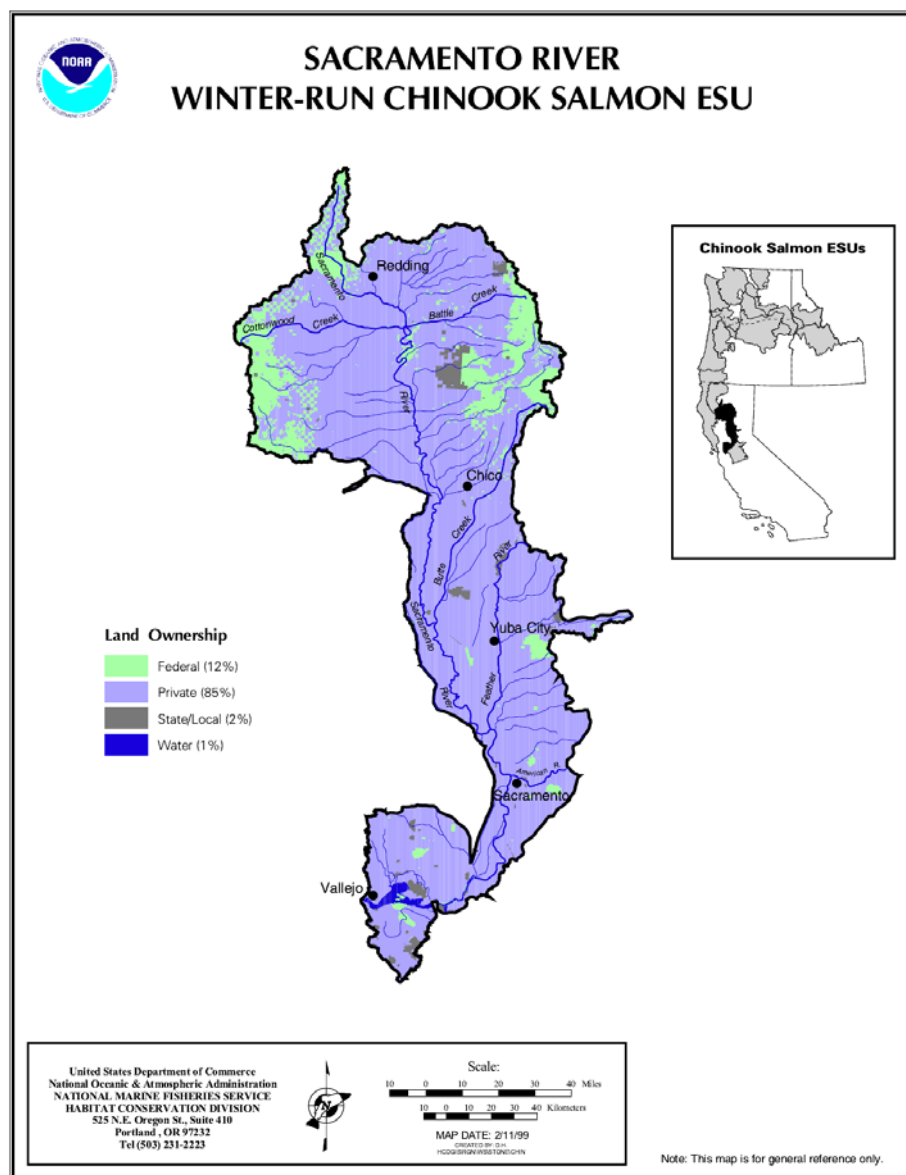 NOAA
SACRAMENTO RIVER
WINTER-RUN CHINOOK SALMON ESU
Chinook Salmon ESUs
Redding
Sacramento
Cottonwood
Creek
Battle
Creek
River
Chico
Creek
Butte
River
Sacramento
Yuba City
Feather
River
American R.
Sacramento
Vallejo
Land Ownership
Federal (12%)
Private (85%)
State/Local (2%)
Water (1%)
United States Department of Commerce
National Oceanic & Atmospheric Administration
NATIONAL MARINE FISHERIES SERVICE
HABITAT CONSERVATION DIVISION
525 N.E. Oregon St., Suite 410
Portland , OR 97232
Tel (503) 231-2223
N
Scale:
10 0 10 20 30 40 Miles
10 0 10 20 30 40 Kilometers
MAP DATE: 2/11/99
CREATED BY: D.H.
Note: This map is for general reference only.